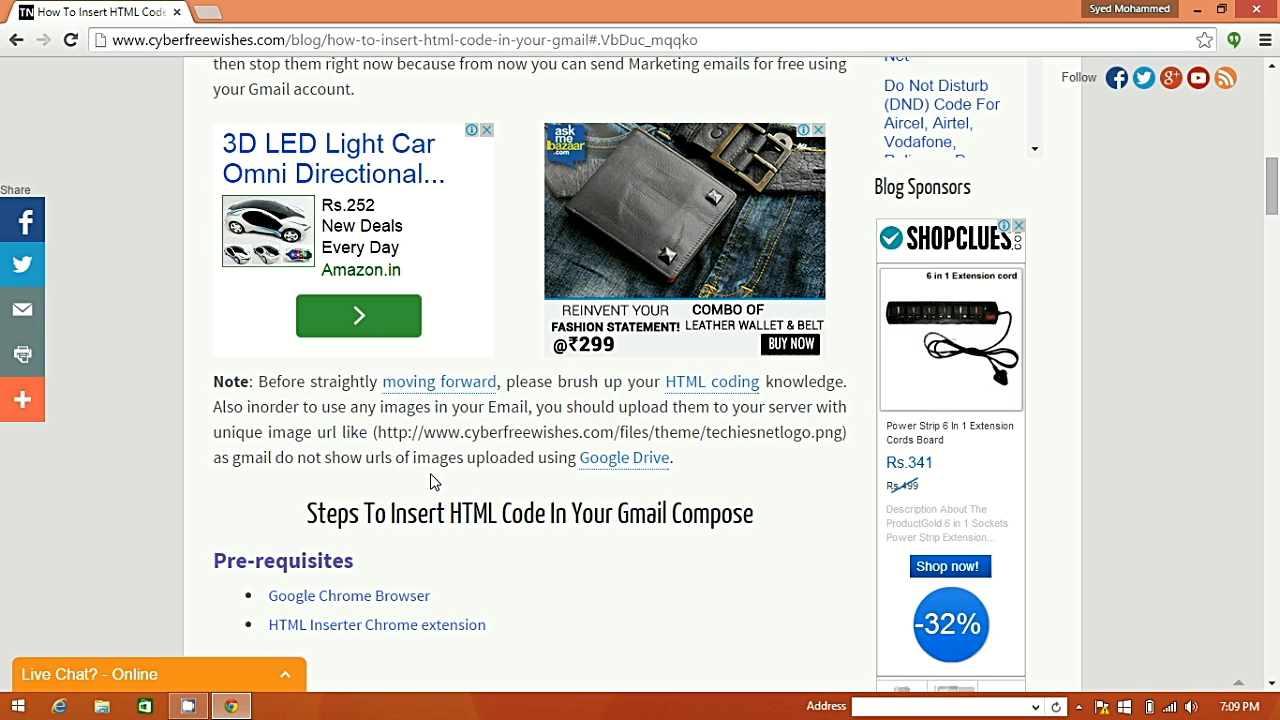 TN How To Insert HTML Code
Syed Mohammed
www.cyberfreewishes.com/blog/how-to-insert-html-code-in-your-gmail#.VbDuc_mqqko
then stop them right now because from now you can send Marketing emails for free using
your Gmail account.
Net
Do Not Disturb
(DND) Code For
Aircel, Airtel,
Vodafone,
Follow
3D LED Light Car
Omni Directional...
Rs.252
New Deals
Every Day
Amazon.in
ask
me
bazaar
.com
REINVENT YOUR
FASHION STATEMENT!
@₹299
COMBO OF
LEATHER WALLET & BELT
BUY NOW
Share
Blog Sponsors
SHOPCLUES.com
6 in 1 Extension cord
Power Strip 6 In 1 Extension
Cords Board
Rs.341
Rs.499
Description About The
ProductGold 6 in 1 Sockets
Power Strip Extension...
Shop now!
-32%
Note: Before straightly moving forward, please brush up your HTML coding knowledge.
Also inorder to use any images in your Email, you should upload them to your server with
unique image url like (http://www.cyberfreewishes.com/files/theme/techiesnetlogo.png)
as gmail do not show urls of images uploaded using Google Drive.
Steps To Insert HTML Code In Your Gmail Compose
Pre-requisites
Google Chrome Browser
HTML Inserter Chrome extension
Live Chat? - Online
Address
7:09 PM